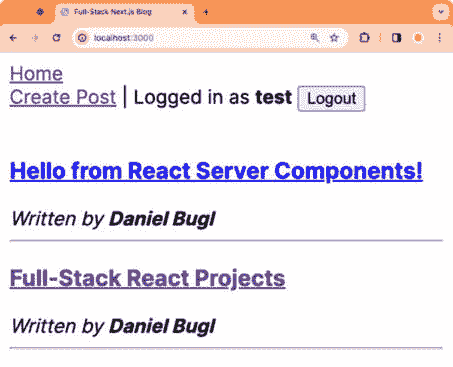 Full-Stack Next.js Blog
localhost:3000
Home
Create Post | Logged in as test Logout
Hello from React Server Components!
Written by Daniel Bugl
Full-Stack React Projects
Written by Daniel Bugl